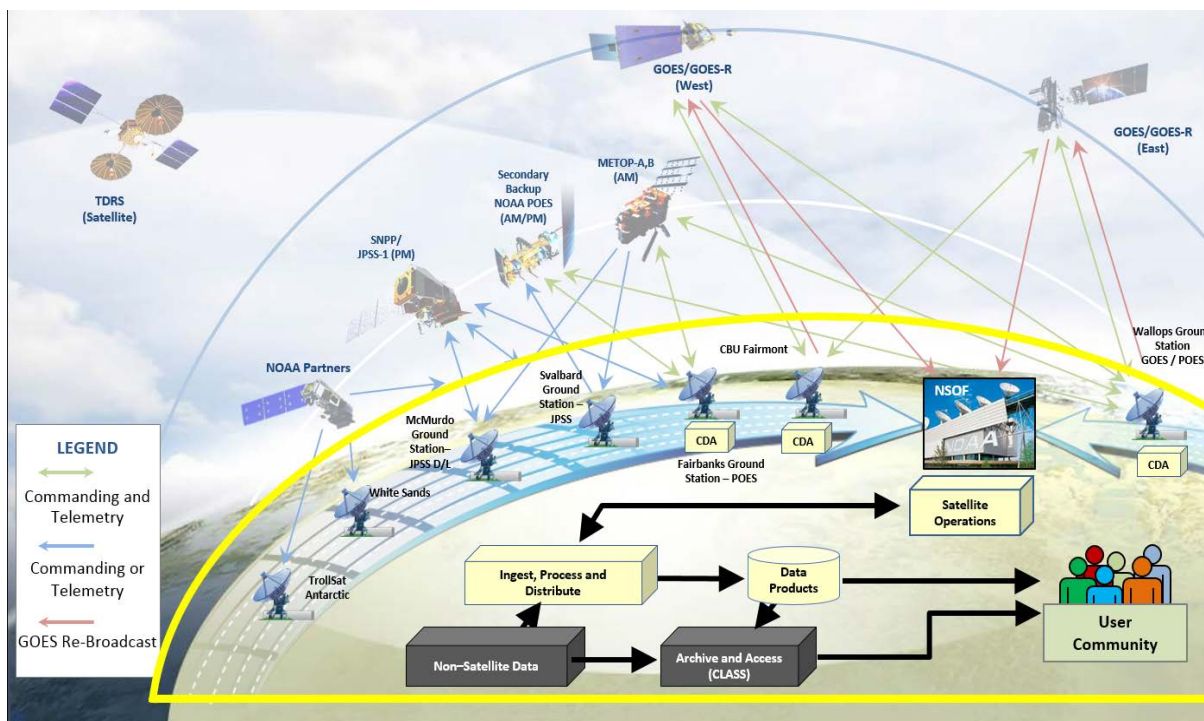 GOES/GOES-R
(West)
GOES/GOES-R
(East)
TDRS
(Satellite)
METOP-A,B
(AM)
Secondary
Backup
NOAA POES
(AM/PM)
SNPP/
JPSS-1 (PM)
NOAA Partners
CBU Fairmont
Wallops Ground
Station
GOES / POES
Svalbard
Ground
Station –
JPSS
McMurdo
Ground
Station–
JPSS D/L
White Sands
TrollSat
Antarctic
CDA
CDA
CDA
Fairbanks Ground
Station – POES
NSOF
NOAA
LEGEND
Commanding and
Telemetry
Commanding or
Telemetry
GOES Re-Broadcast
Satellite
Operations
Ingest, Process and
Distribute
Data
Products
Non–Satellite Data
Archive and Access
(CLASS)
User
Community